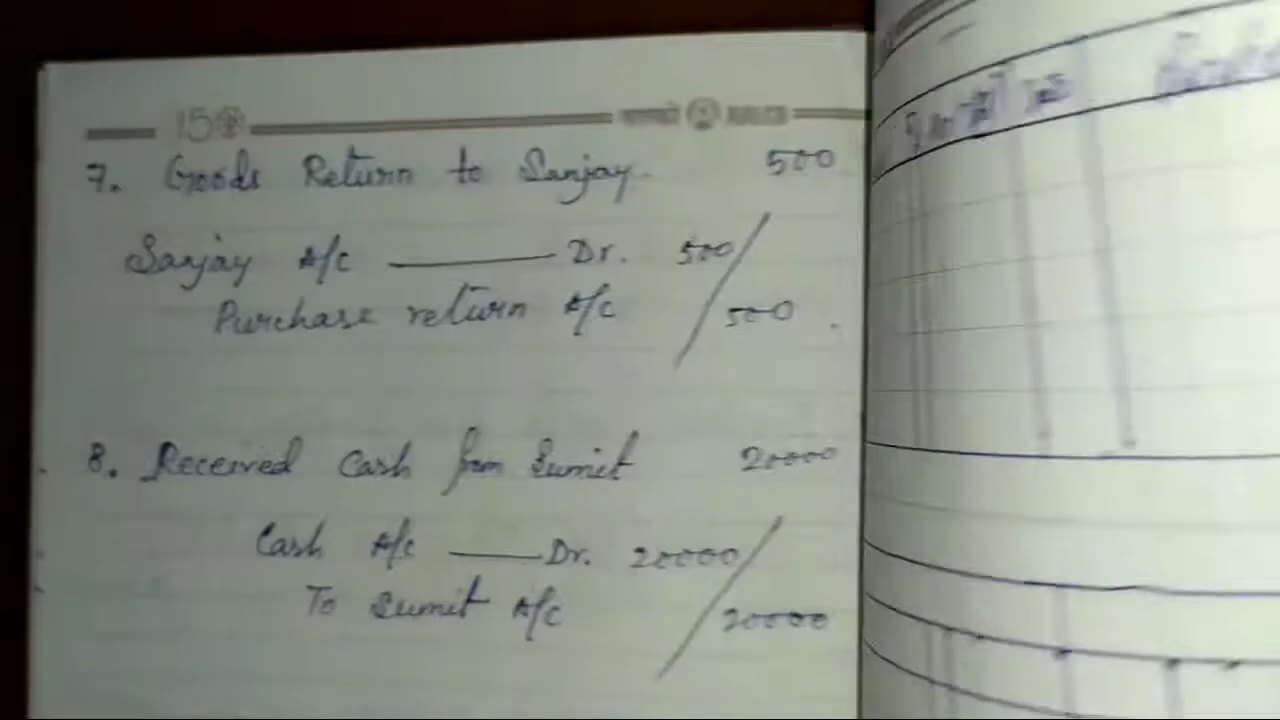 150
7. Goods Return to Sanjay. 500
Sanjay A/c —— Dr. 500
Purchase return A/c 500
8. Received Cash from Sumit 20000
Cash A/c —— Dr. 20000
To Sumit A/c 20000